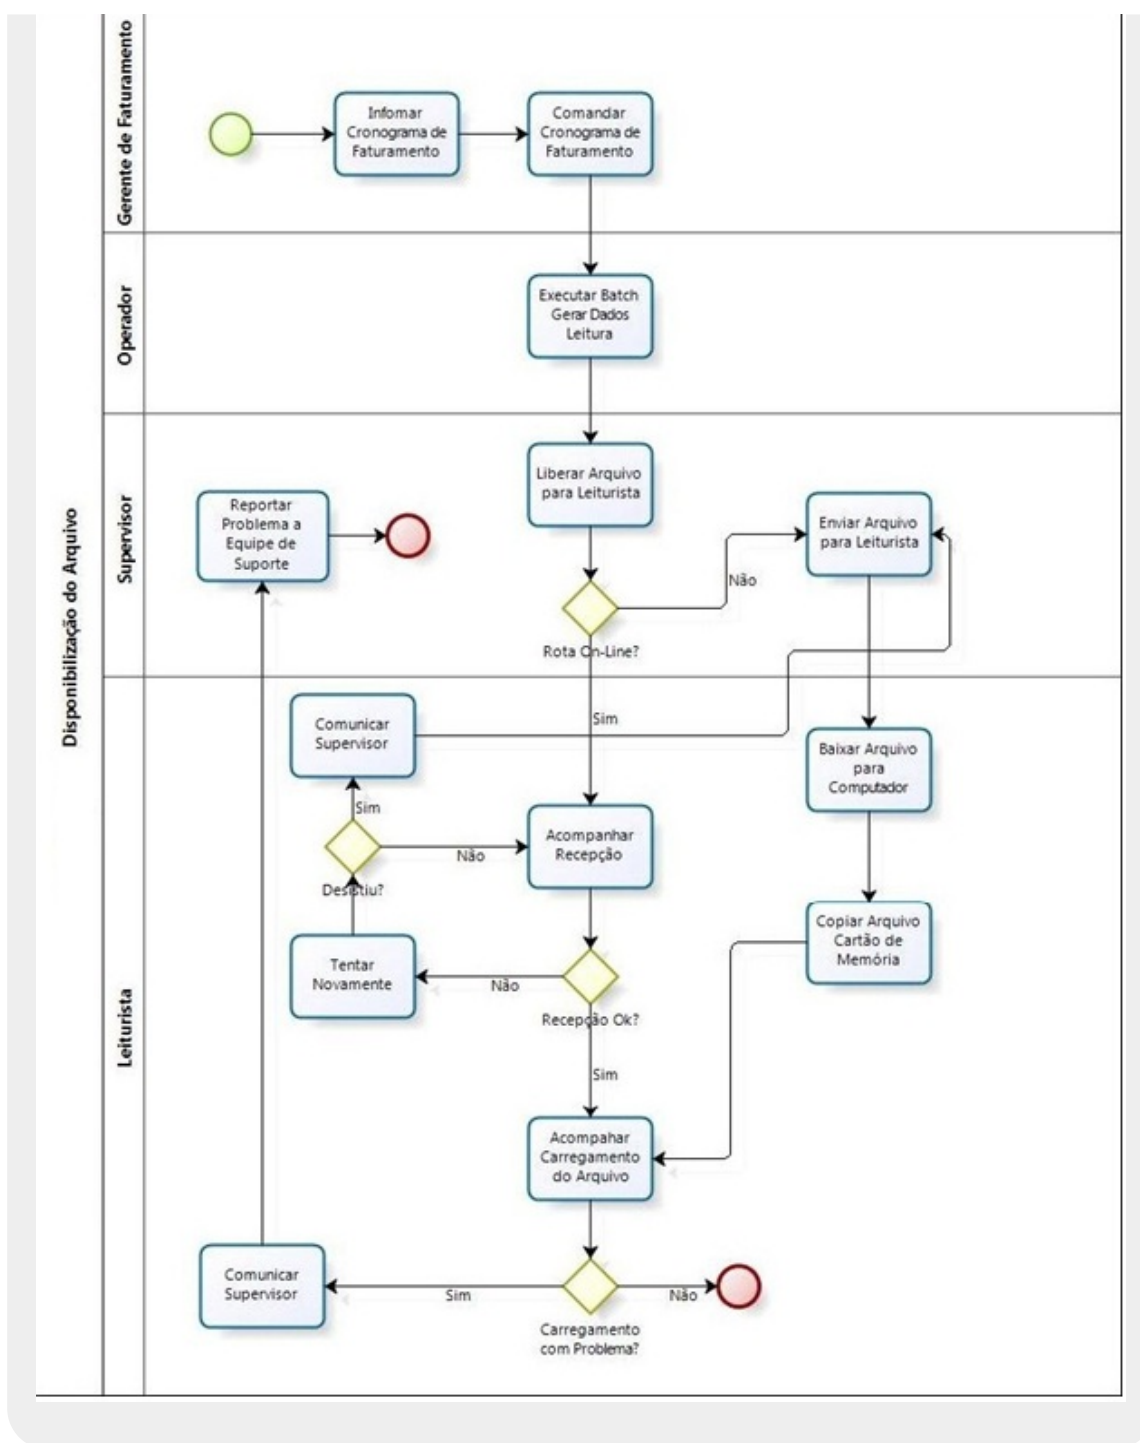 Disponibilização do Arquivo
Gerente de Faturamento
Infomar
Cronograma de
Faturamento
Comandar
Cronograma de
Faturamento
Operador
Executar Batch
Gerar Dados
Leitura
Supervisor
Liberar Arquivo
para Leiturista
Reportar
Problema a
Equipe de
Suporte
Enviar Arquivo
para Leiturista
Não
Rota On-Line?
Leiturista
Sim
Comunicar
Supervisor
Baixar Arquivo
para
Computador
Sim
Acompanhar
Recepção
Não
Desistiu?
Copiar Arquivo
Cartão de
Memória
Tentar
Novamente
Não
Recepção Ok?
Sim
Acompahar
Carregamento
do Arquivo
Comunicar
Supervisor
Sim
Não
Carregamento
com Problema?